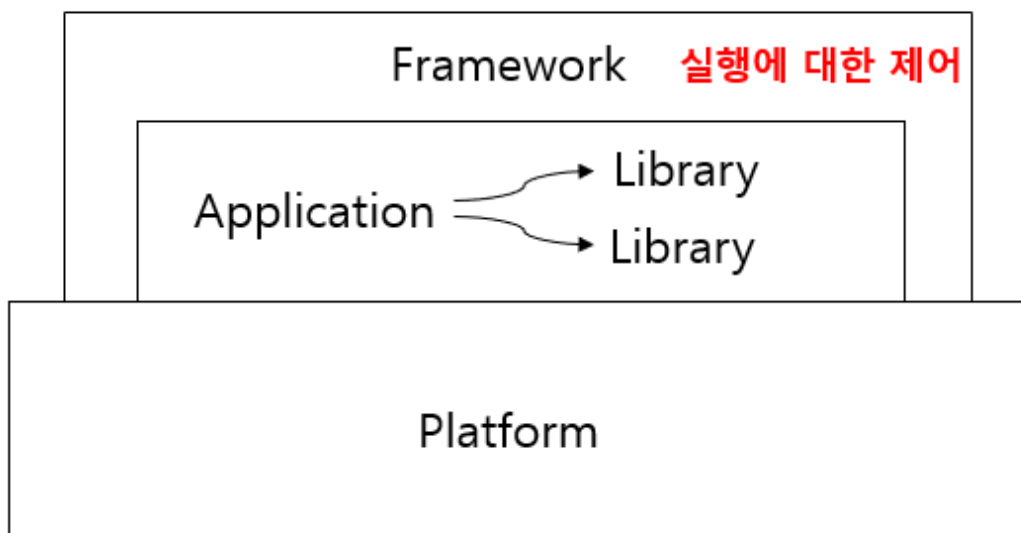 Framework 실행에 대한 제어
Library
Application
Library
Platform